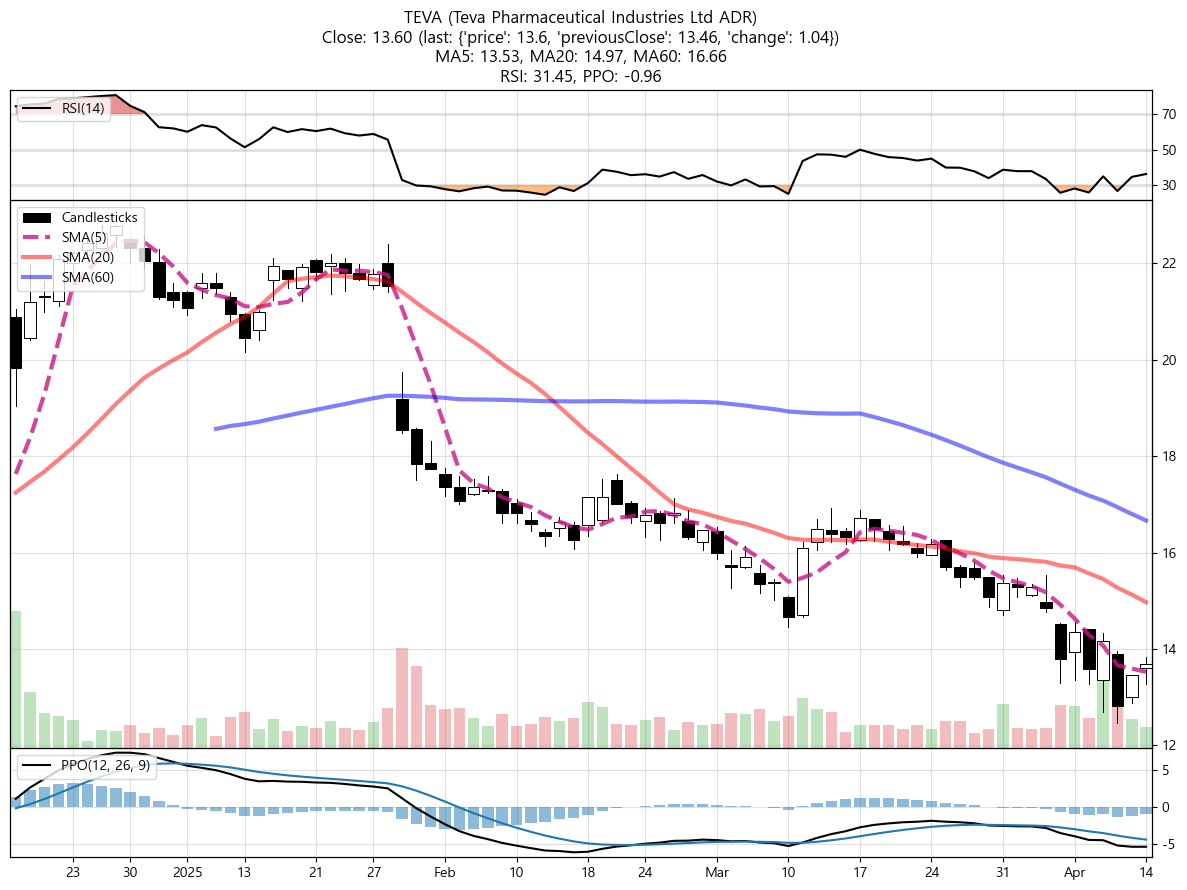 TEVA (Teva Pharmaceutical Industries Ltd ADR)
Close: 13.60 (last: {'price': 13.6, 'previousClose': 13.46, 'change': 1.04})
MA5: 13.53, MA20: 14.97, MA60: 16.66
RSI: 31.45, PPO: -0.96
RSI(14)
70
50
30
Candlesticks
SMA(5)
SMA(20)
SMA(60)
22
20
18
16
14
12
PPO(12, 26, 9)
5
0
-5
23 30 2025 13 21 27 Feb 10 18 24 Mar 10 17 24 31 Apr 14